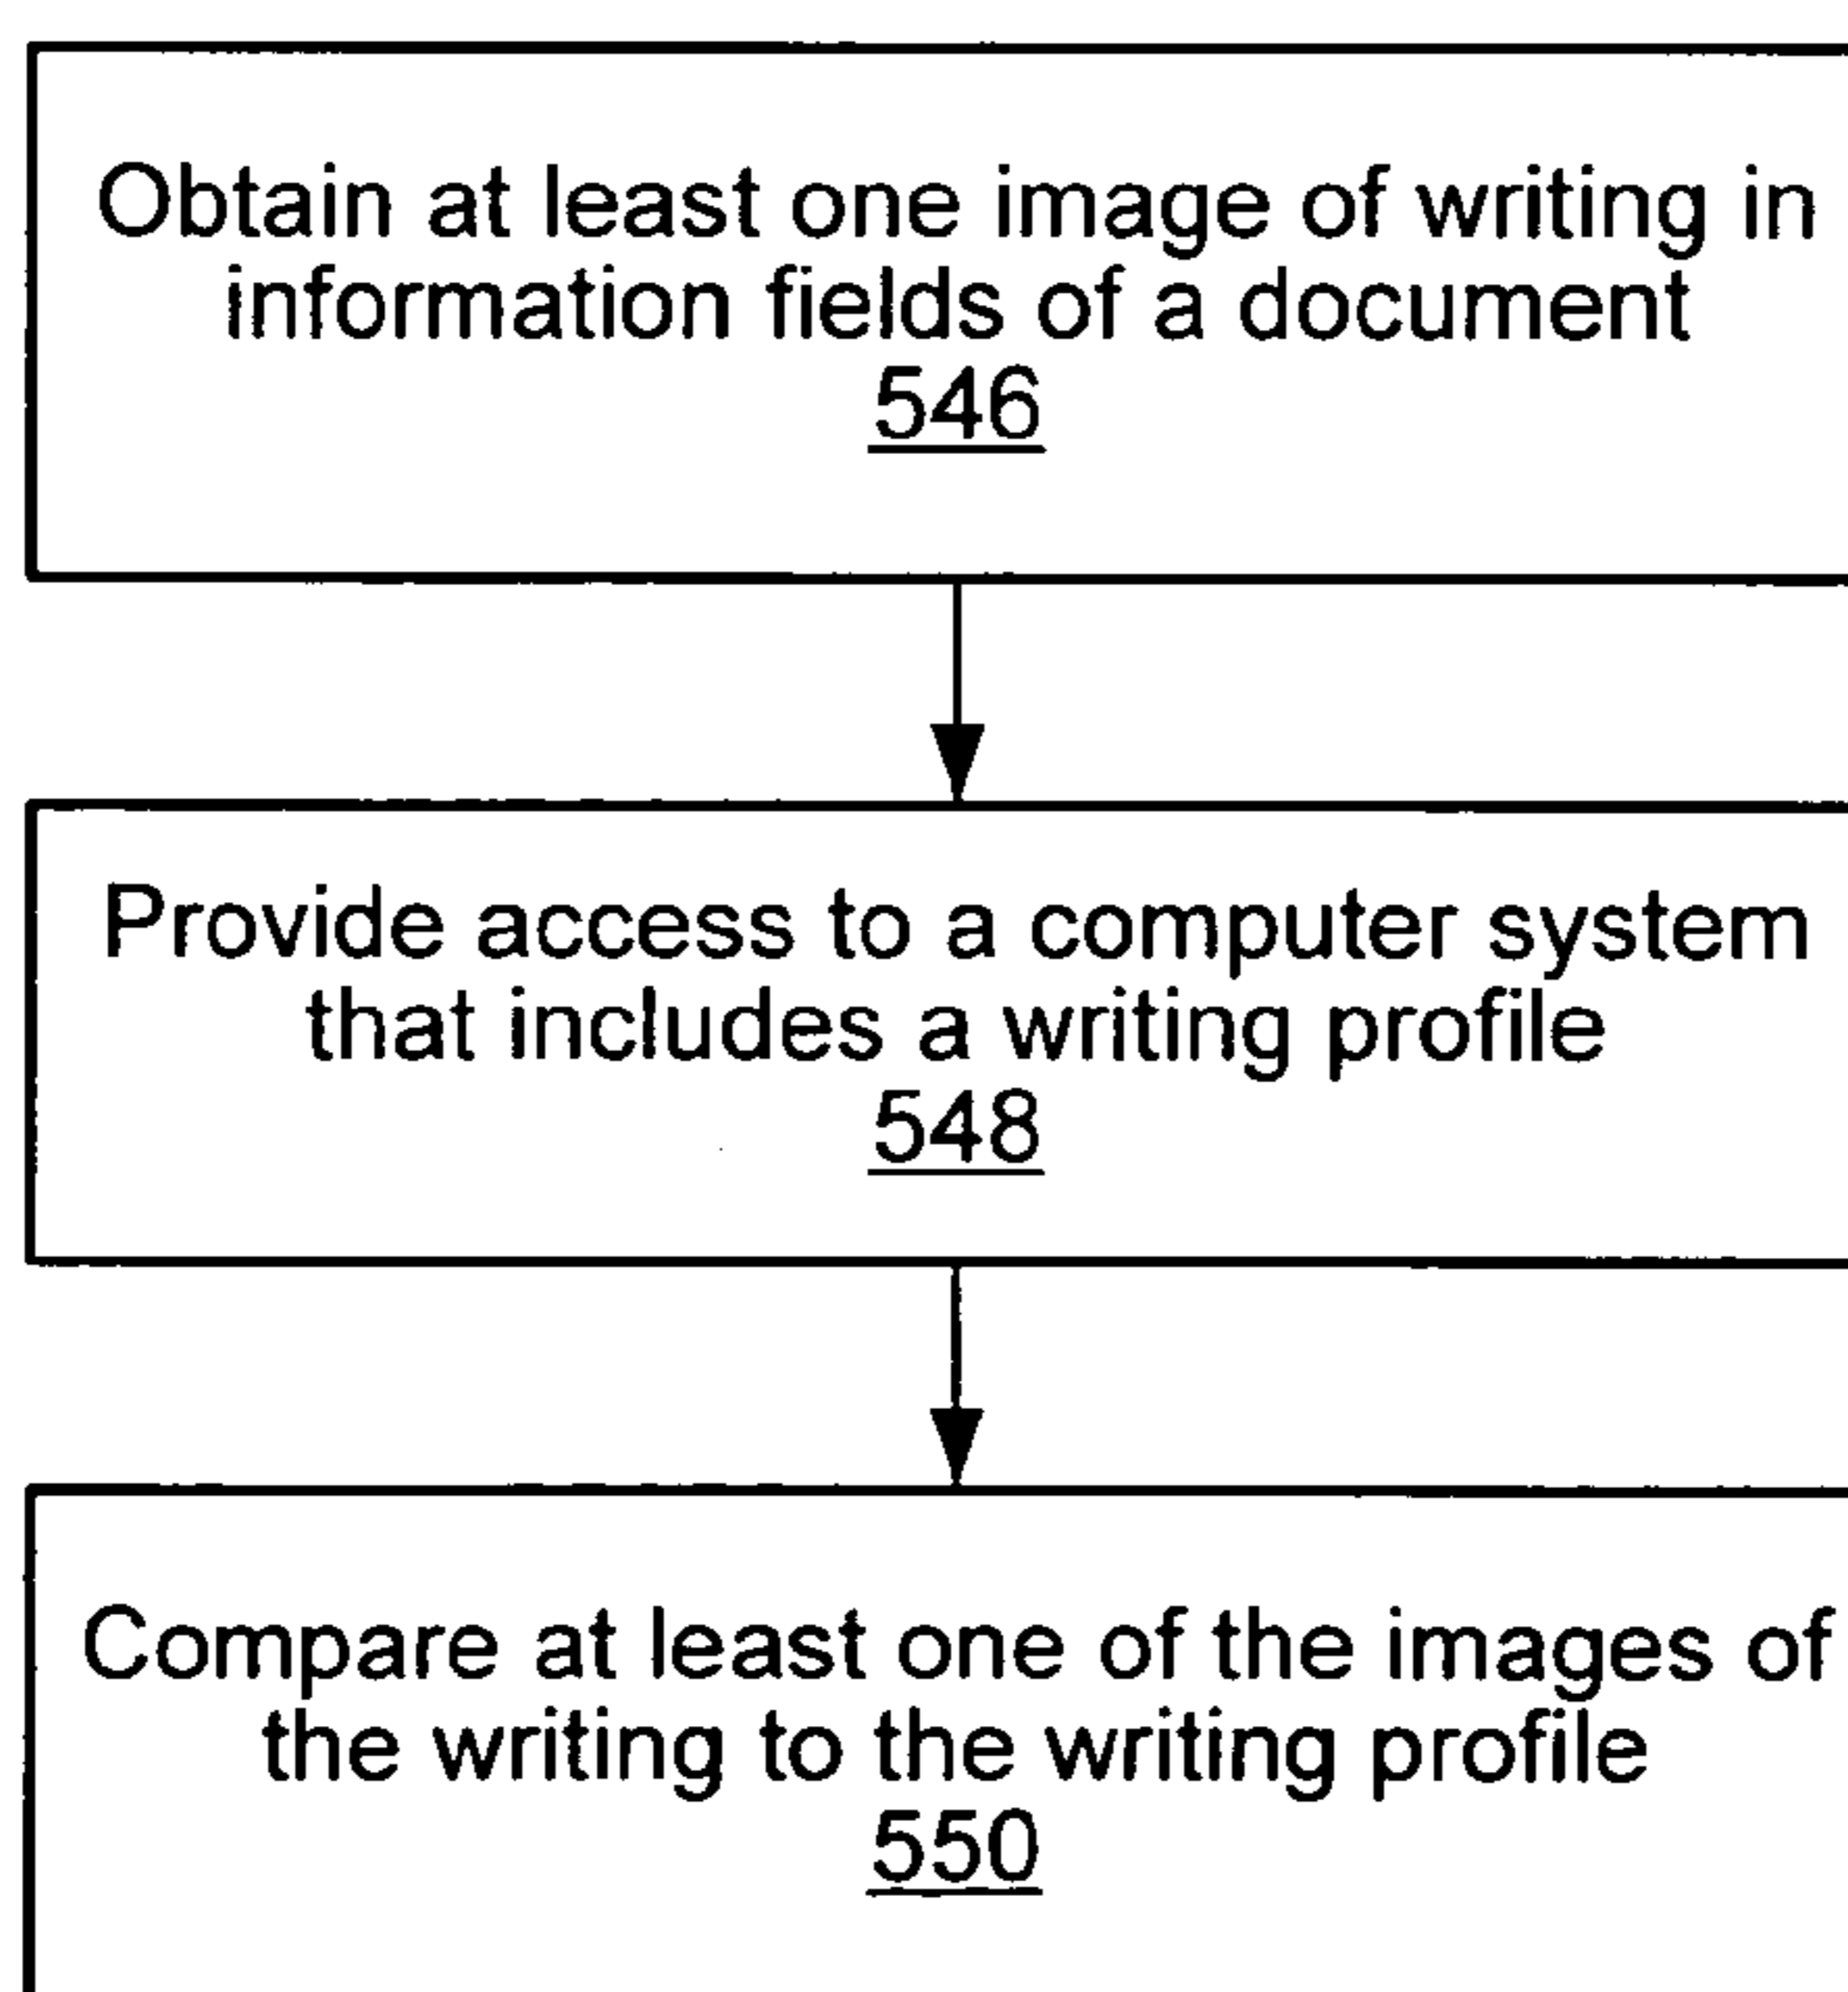 Obtain at least one image of writing in
information fields of a document
546
Provide access to a computer system
that includes a writing profile
548
Compare at least one of the images of
the writing to the writing profile
550